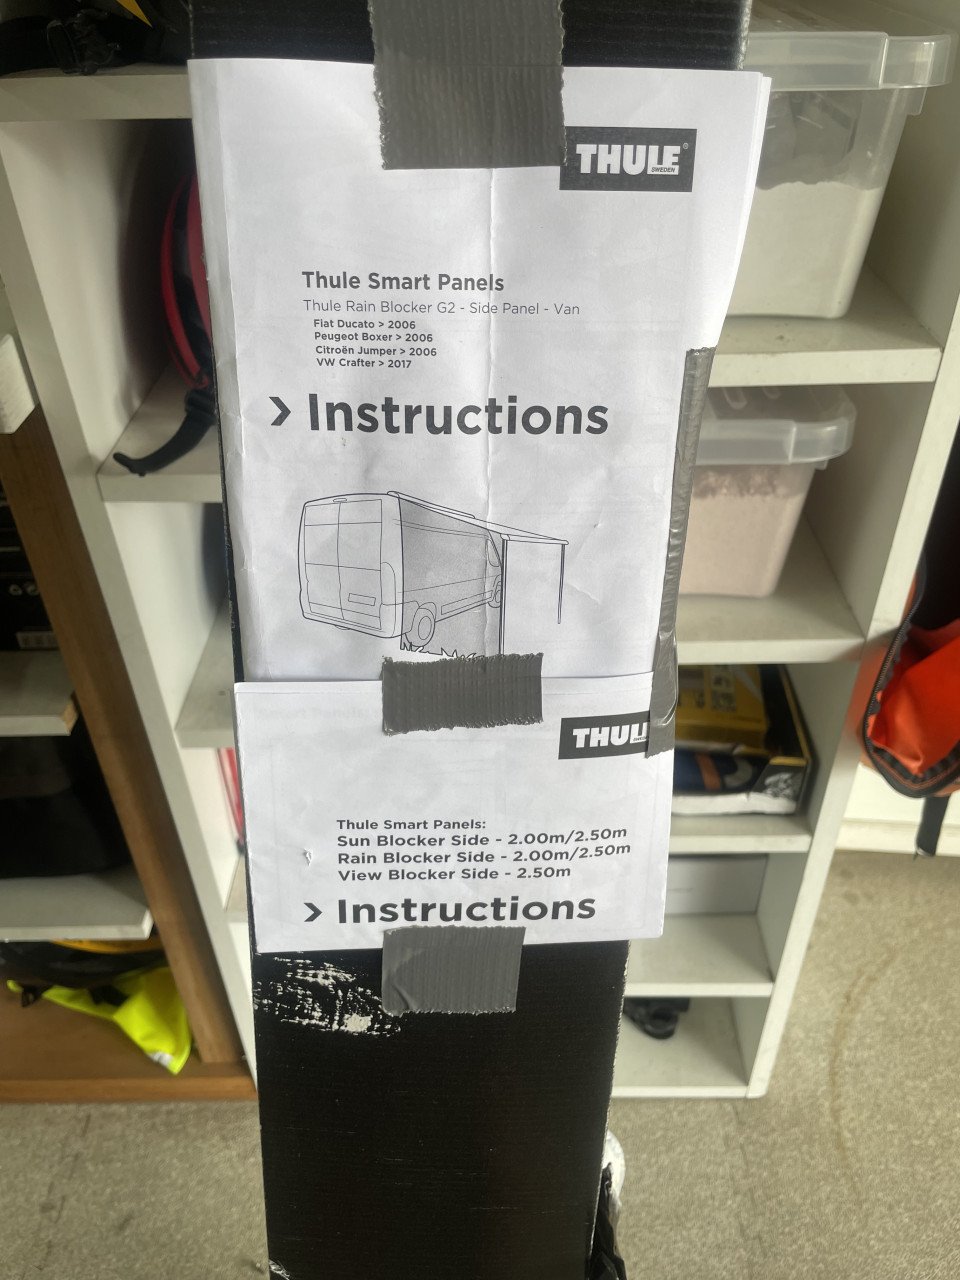 THULE®
SWEDEN
Thule Smart Panels
Thule Rain Blocker G2 - Side Panel - Van
Fiat Ducato > 2006
Peugeot Boxer > 2006
Citroën Jumper > 2006
VW Crafter > 2017
> Instructions
THULE
Thule Smart Panels:
Sun Blocker Side - 2.00m/2.50m
Rain Blocker Side - 2.00m/2.50m
View Blocker Side - 2.50m
> Instructions